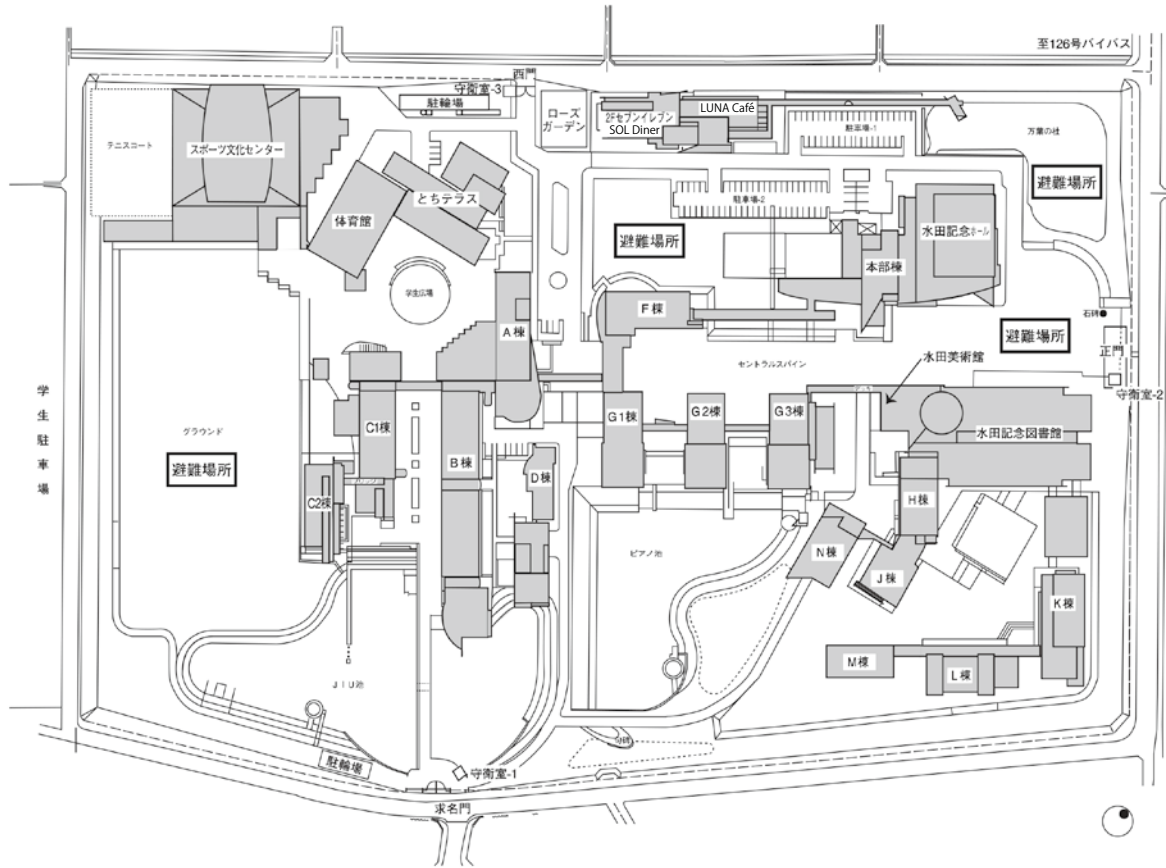 至126号バイパス
西門
守衛室-3
駐輪場
ローズ
ガーデン
2Fセブンイレブン
SOL Diner
LUNA Café
駐車場-1
万葉の杜
避難場所
テニスコート
スポーツ文化センター
とちテラス
体育館
駐車場-2
避難場所
水田記念ホール
本部棟
学生広場
A棟
F棟
石碑
避難場所
正門
セントラルスパイン
水田美術館
守衛室-2
学生駐車場
グラウンド
避難場所
C1棟
B棟
G1棟
G2棟
G3棟
水田記念図書館
D棟
C2棟
H棟
ピアノ池
N棟
J棟
K棟
M棟
L棟
JIU池
駐輪場
守衛室-1
求名門